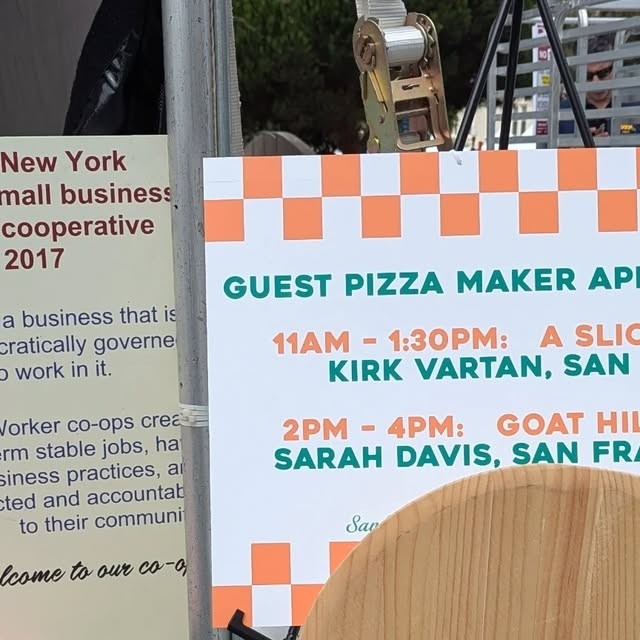 New York
mall business
cooperative
2017
a business that is
cratically governe
o work in it.
Worker co-ops crea
erm stable jobs, ha
siness practices, a
cted and accountab
to their communi
lcome to our co-o
GUEST PIZZA MAKER AP
11AM - 1:30PM: A SLIC
KIRK VARTAN, SAN
2PM - 4PM: GOAT HIL
SARAH DAVIS, SAN FRA
San